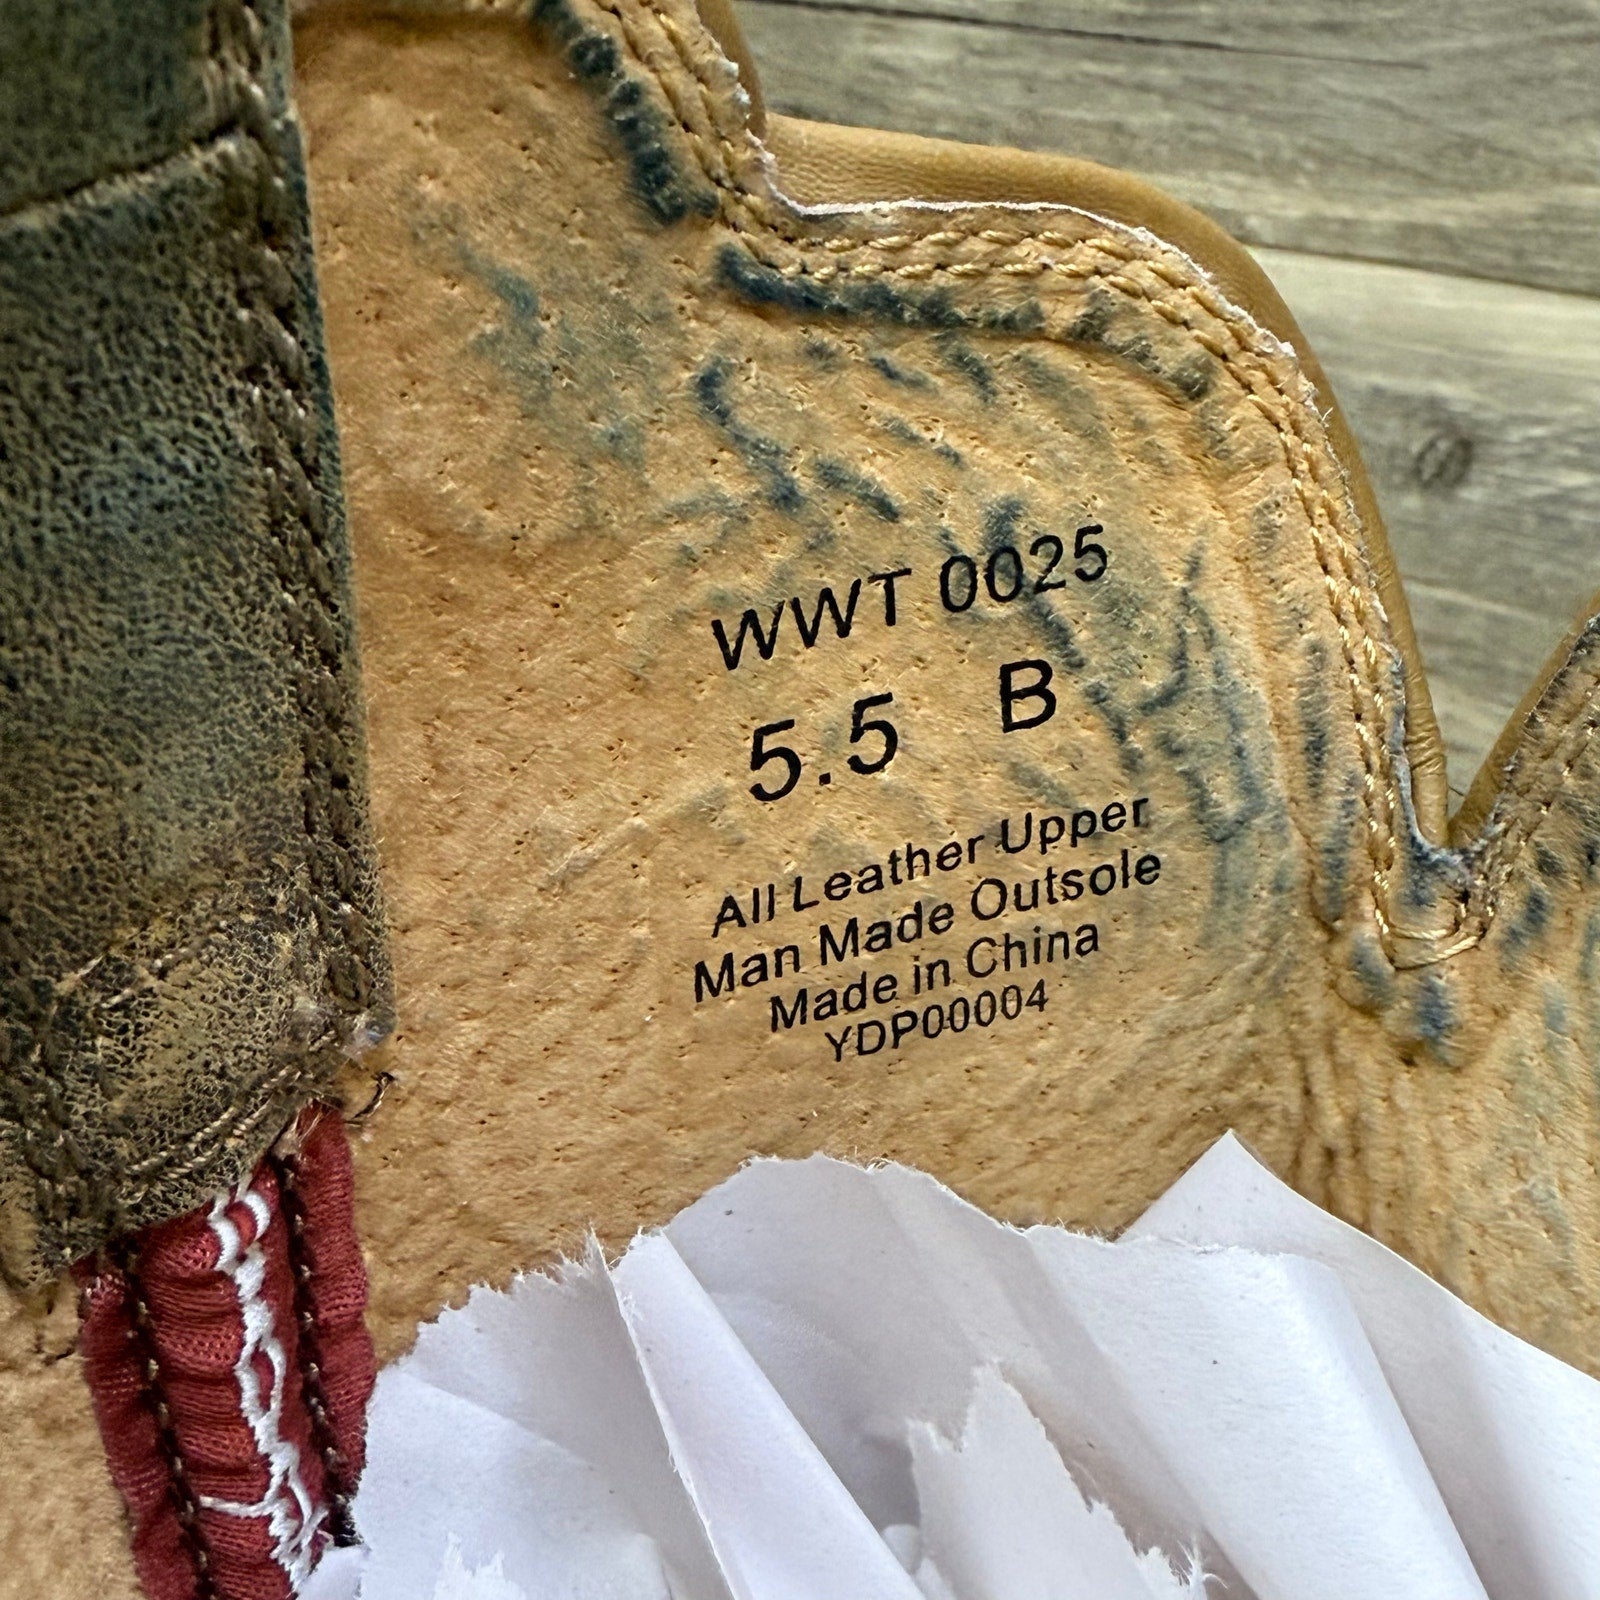 WWT 0025
5.5 B
All Leather Upper
Man Made Outsole
Made in China
YDP00004